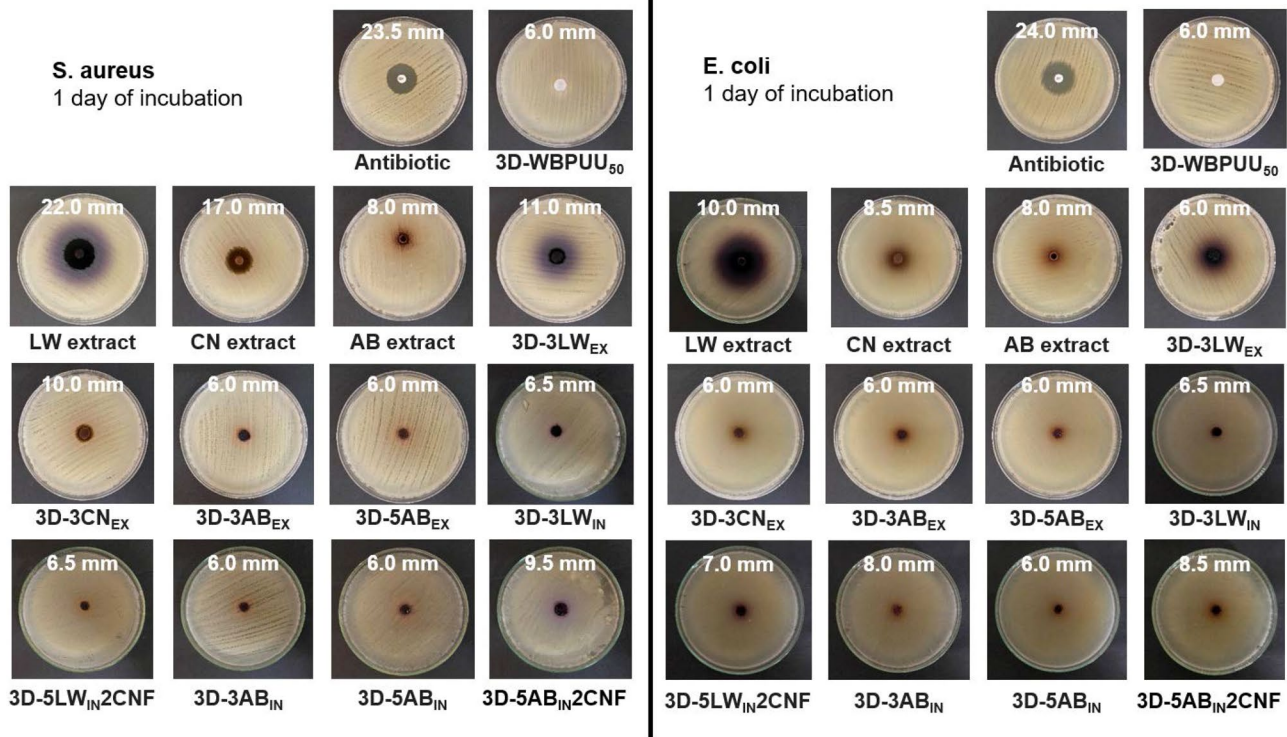 23.5 mm
6.0 mm
S. aureus
1 day of incubation
Antibiotic
3D-WBPUU50
22.0 mm
17.0 mm
8.0 mm
11.0 mm
LW extract
CN extract
AB extract
3D-3LWEX
10.0 mm
6.0 mm
6.0 mm
6.5 mm
3D-3CNEX
3D-3ABEX
3D-5ABEX
3D-3LWIN
6.5 mm
6.0 mm
6.0 mm
9.5 mm
3D-5LWIN2CNF
3D-3ABIN
3D-5ABIN
3D-5ABIN2CNF
24.0 mm
6.0 mm
E. coli
1 day of incubation
Antibiotic
3D-WBPUU50
10.0 mm
8.5 mm
8.0 mm
6.0 mm
LW extract
CN extract
AB extract
3D-3LWEX
6.0 mm
6.0 mm
6.0 mm
6.5 mm
3D-3CNEX
3D-3ABEX
3D-5ABEX
3D-3LWIN
7.0 mm
8.0 mm
6.0 mm
8.5 mm
3D-5LWIN2CNF
3D-3ABIN
3D-5ABIN
3D-5ABIN2CNF